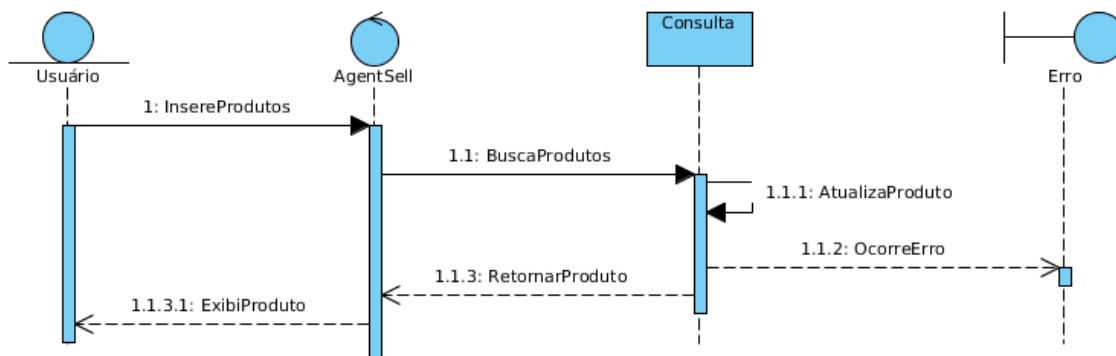 Usuário
AgentSell
Consulta
Erro
1: InsereProdutos
1.1: BuscaProdutos
1.1.1: AtualizaProduto
1.1.2: OcorreErro
1.1.3: RetornarProduto
1.1.3.1: ExibiProduto